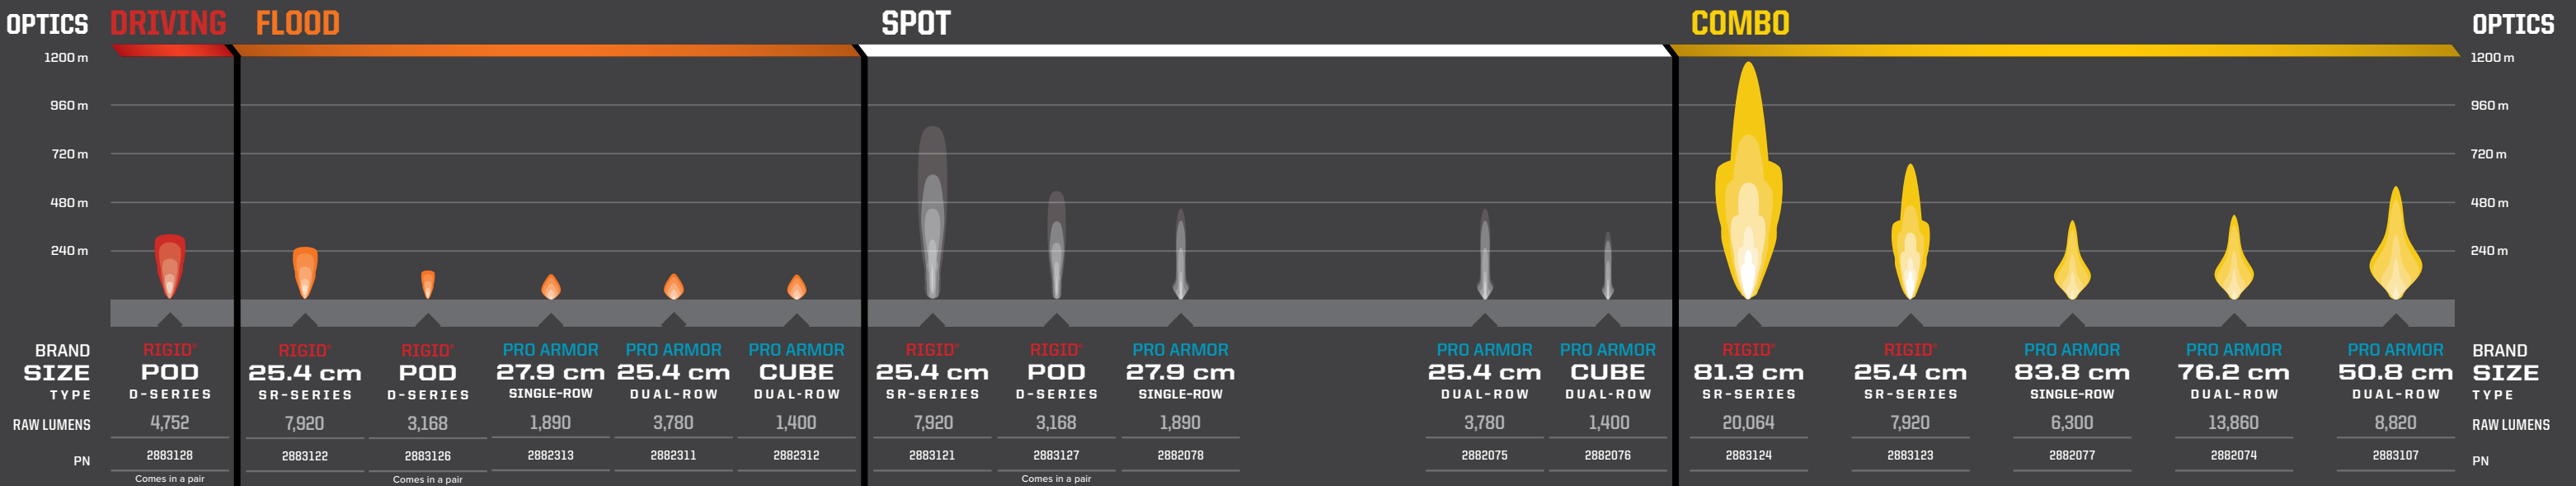 OPTICS DRIVING FLOOD SPOT COMBO OPTICS
1200 m 1200 m
960 m 960 m
720 m 720 m
480 m 480 m
240 m 240 m
BRAND RIGID® RIGID® RIGID® PRO ARMOR PRO ARMOR PRO ARMOR RIGID® RIGID® PRO ARMOR PRO ARMOR PRO ARMOR RIGID® RIGID® PRO ARMOR PRO ARMOR PRO ARMOR BRAND
SIZE POD 25.4 cm POD 27.9 cm 25.4 cm CUBE 25.4 cm POD 27.9 cm 25.4 cm CUBE 81.3 cm 25.4 cm 83.8 cm 76.2 cm 50.8 cm SIZE
TYPE D-SERIES SR-SERIES D-SERIES SINGLE-ROW DUAL-ROW DUAL-ROW SR-SERIES D-SERIES SINGLE-ROW DUAL-ROW DUAL-ROW SR-SERIES SR-SERIES SINGLE-ROW DUAL-ROW DUAL-ROW TYPE
RAW LUMENS 4,752 7,920 3,168 1,890 3,780 1,400 7,920 3,168 1,890 3,780 1,400 20,064 7,920 6,300 13,860 8,820 RAW LUMENS
PN 2883128 2883122 2883126 2882313 2882311 2882312 2883121 2883127 2882078 2882075 2882076 2883124 2883123 2882077 2882074 2883107 PN
Comes in a pair Comes in a pair Comes in a pair